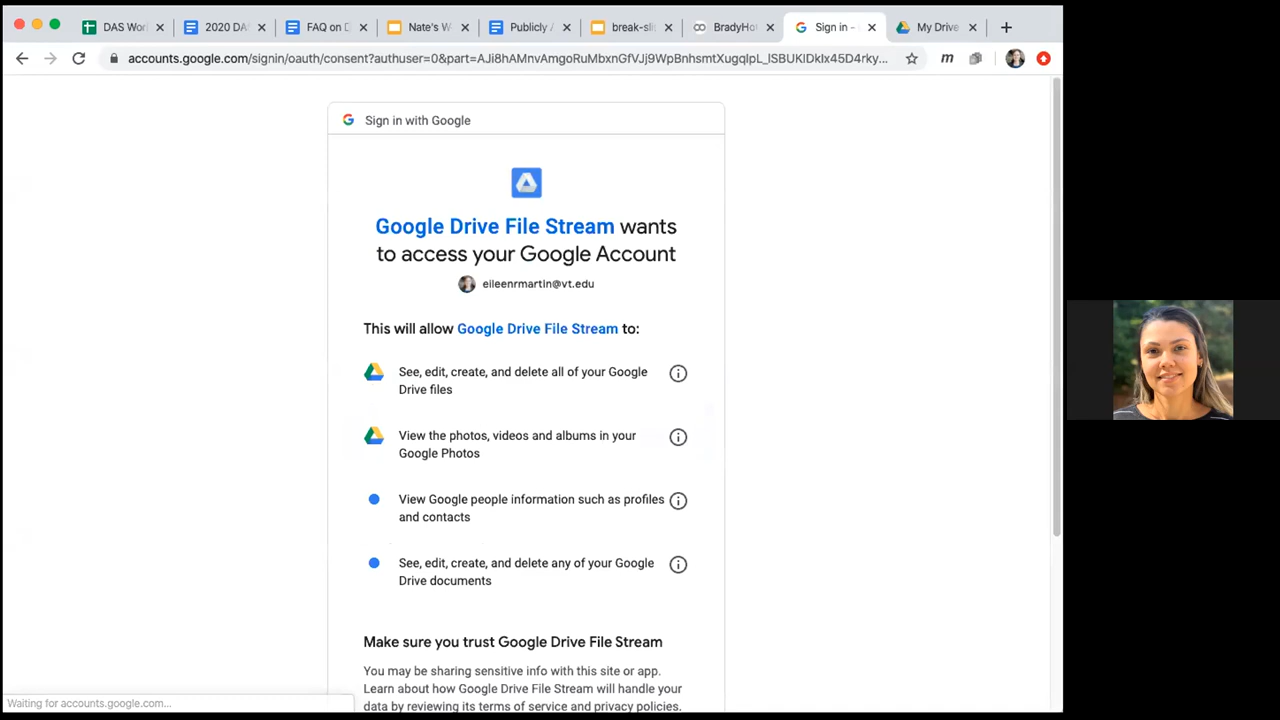 DAS Wor
2020 DA
FAQ on D
Nate's W
Publicly A
break-sli
BradyHo
Sign in -
My Drive
accounts.google.com/signin/oauth/consent?authuser=0&part=AJi8hAMnvAmgoRuMbxnGfVJj9WpBnhsmtXugqlpL_lSBUKlDklx45D4rky...
m
Sign in with Google
Google Drive File Stream wants
to access your Google Account
eileenrmartin@vt.edu
This will allow Google Drive File Stream to:
See, edit, create, and delete all of your Google
Drive files
View the photos, videos and albums in your
Google Photos
View Google people information such as profiles
and contacts
See, edit, create, and delete any of your Google
Drive documents
Make sure you trust Google Drive File Stream
You may be sharing sensitive info with this site or app.
Learn about how Google Drive File Stream will handle your
data by reviewing its terms of service and privacy policies.
Waiting for accounts.google.com...